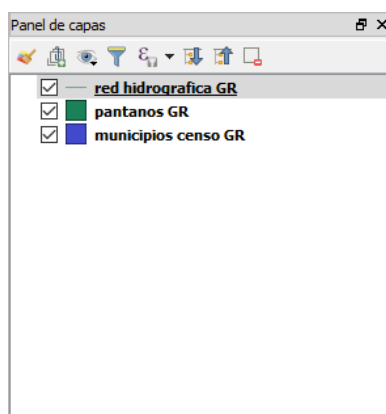 Panel de capas
red hidrografica GR
pantanos GR
municipios censo GR